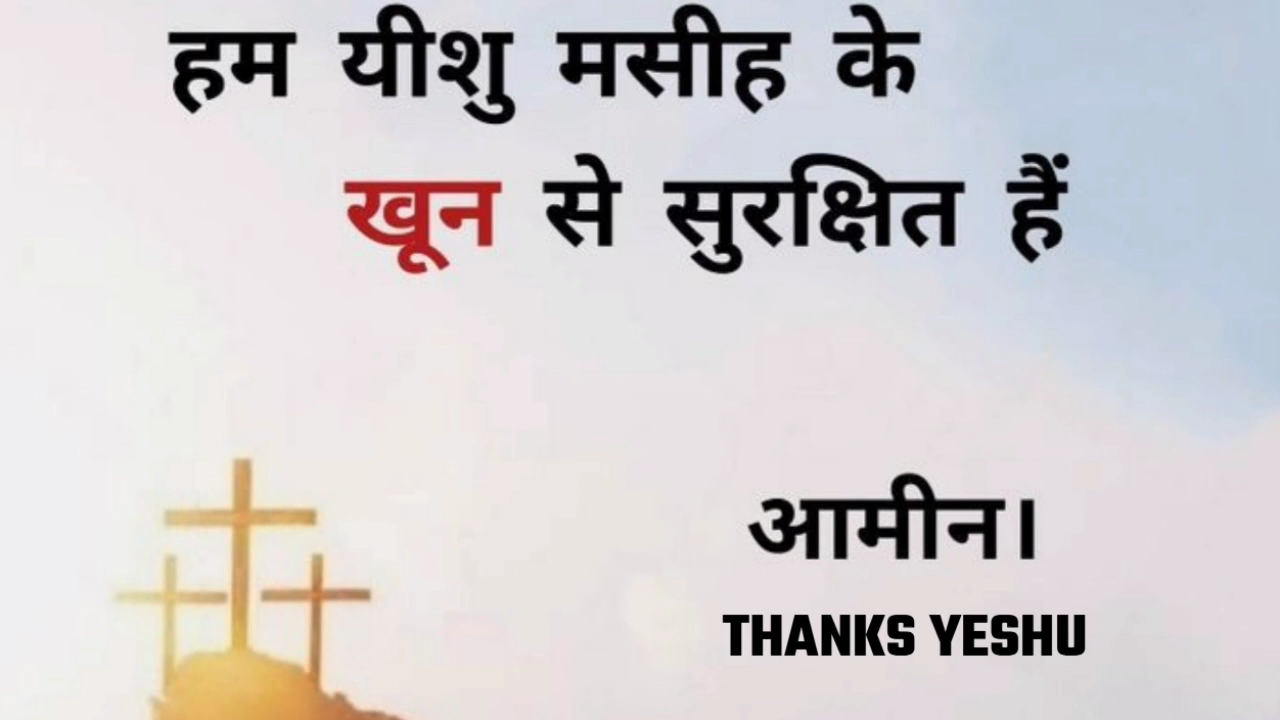 हम यीशु मसीह के
खून से सुरक्षित हैं
आमीन।
THANKS YESHU